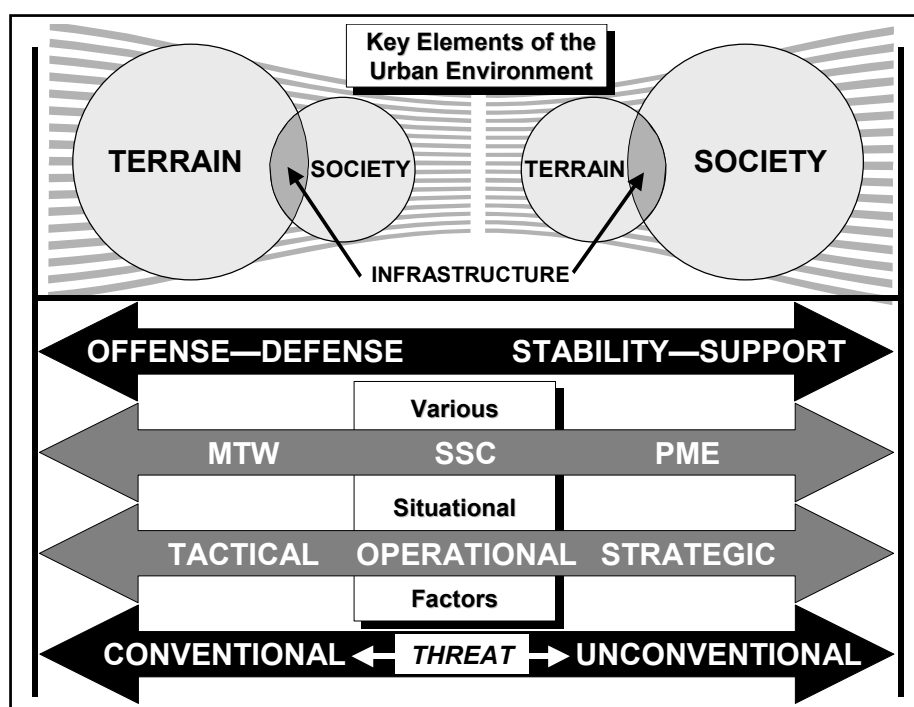 Key Elements of the
Urban Environment
TERRAIN
SOCIETY
TERRAIN
SOCIETY
INFRASTRUCTURE
OFFENSE—DEFENSE STABILITY—SUPPORT
Various
MTW SSC PME
Situational
TACTICAL OPERATIONAL STRATEGIC
Factors
CONVENTIONAL THREAT UNCONVENTIONAL